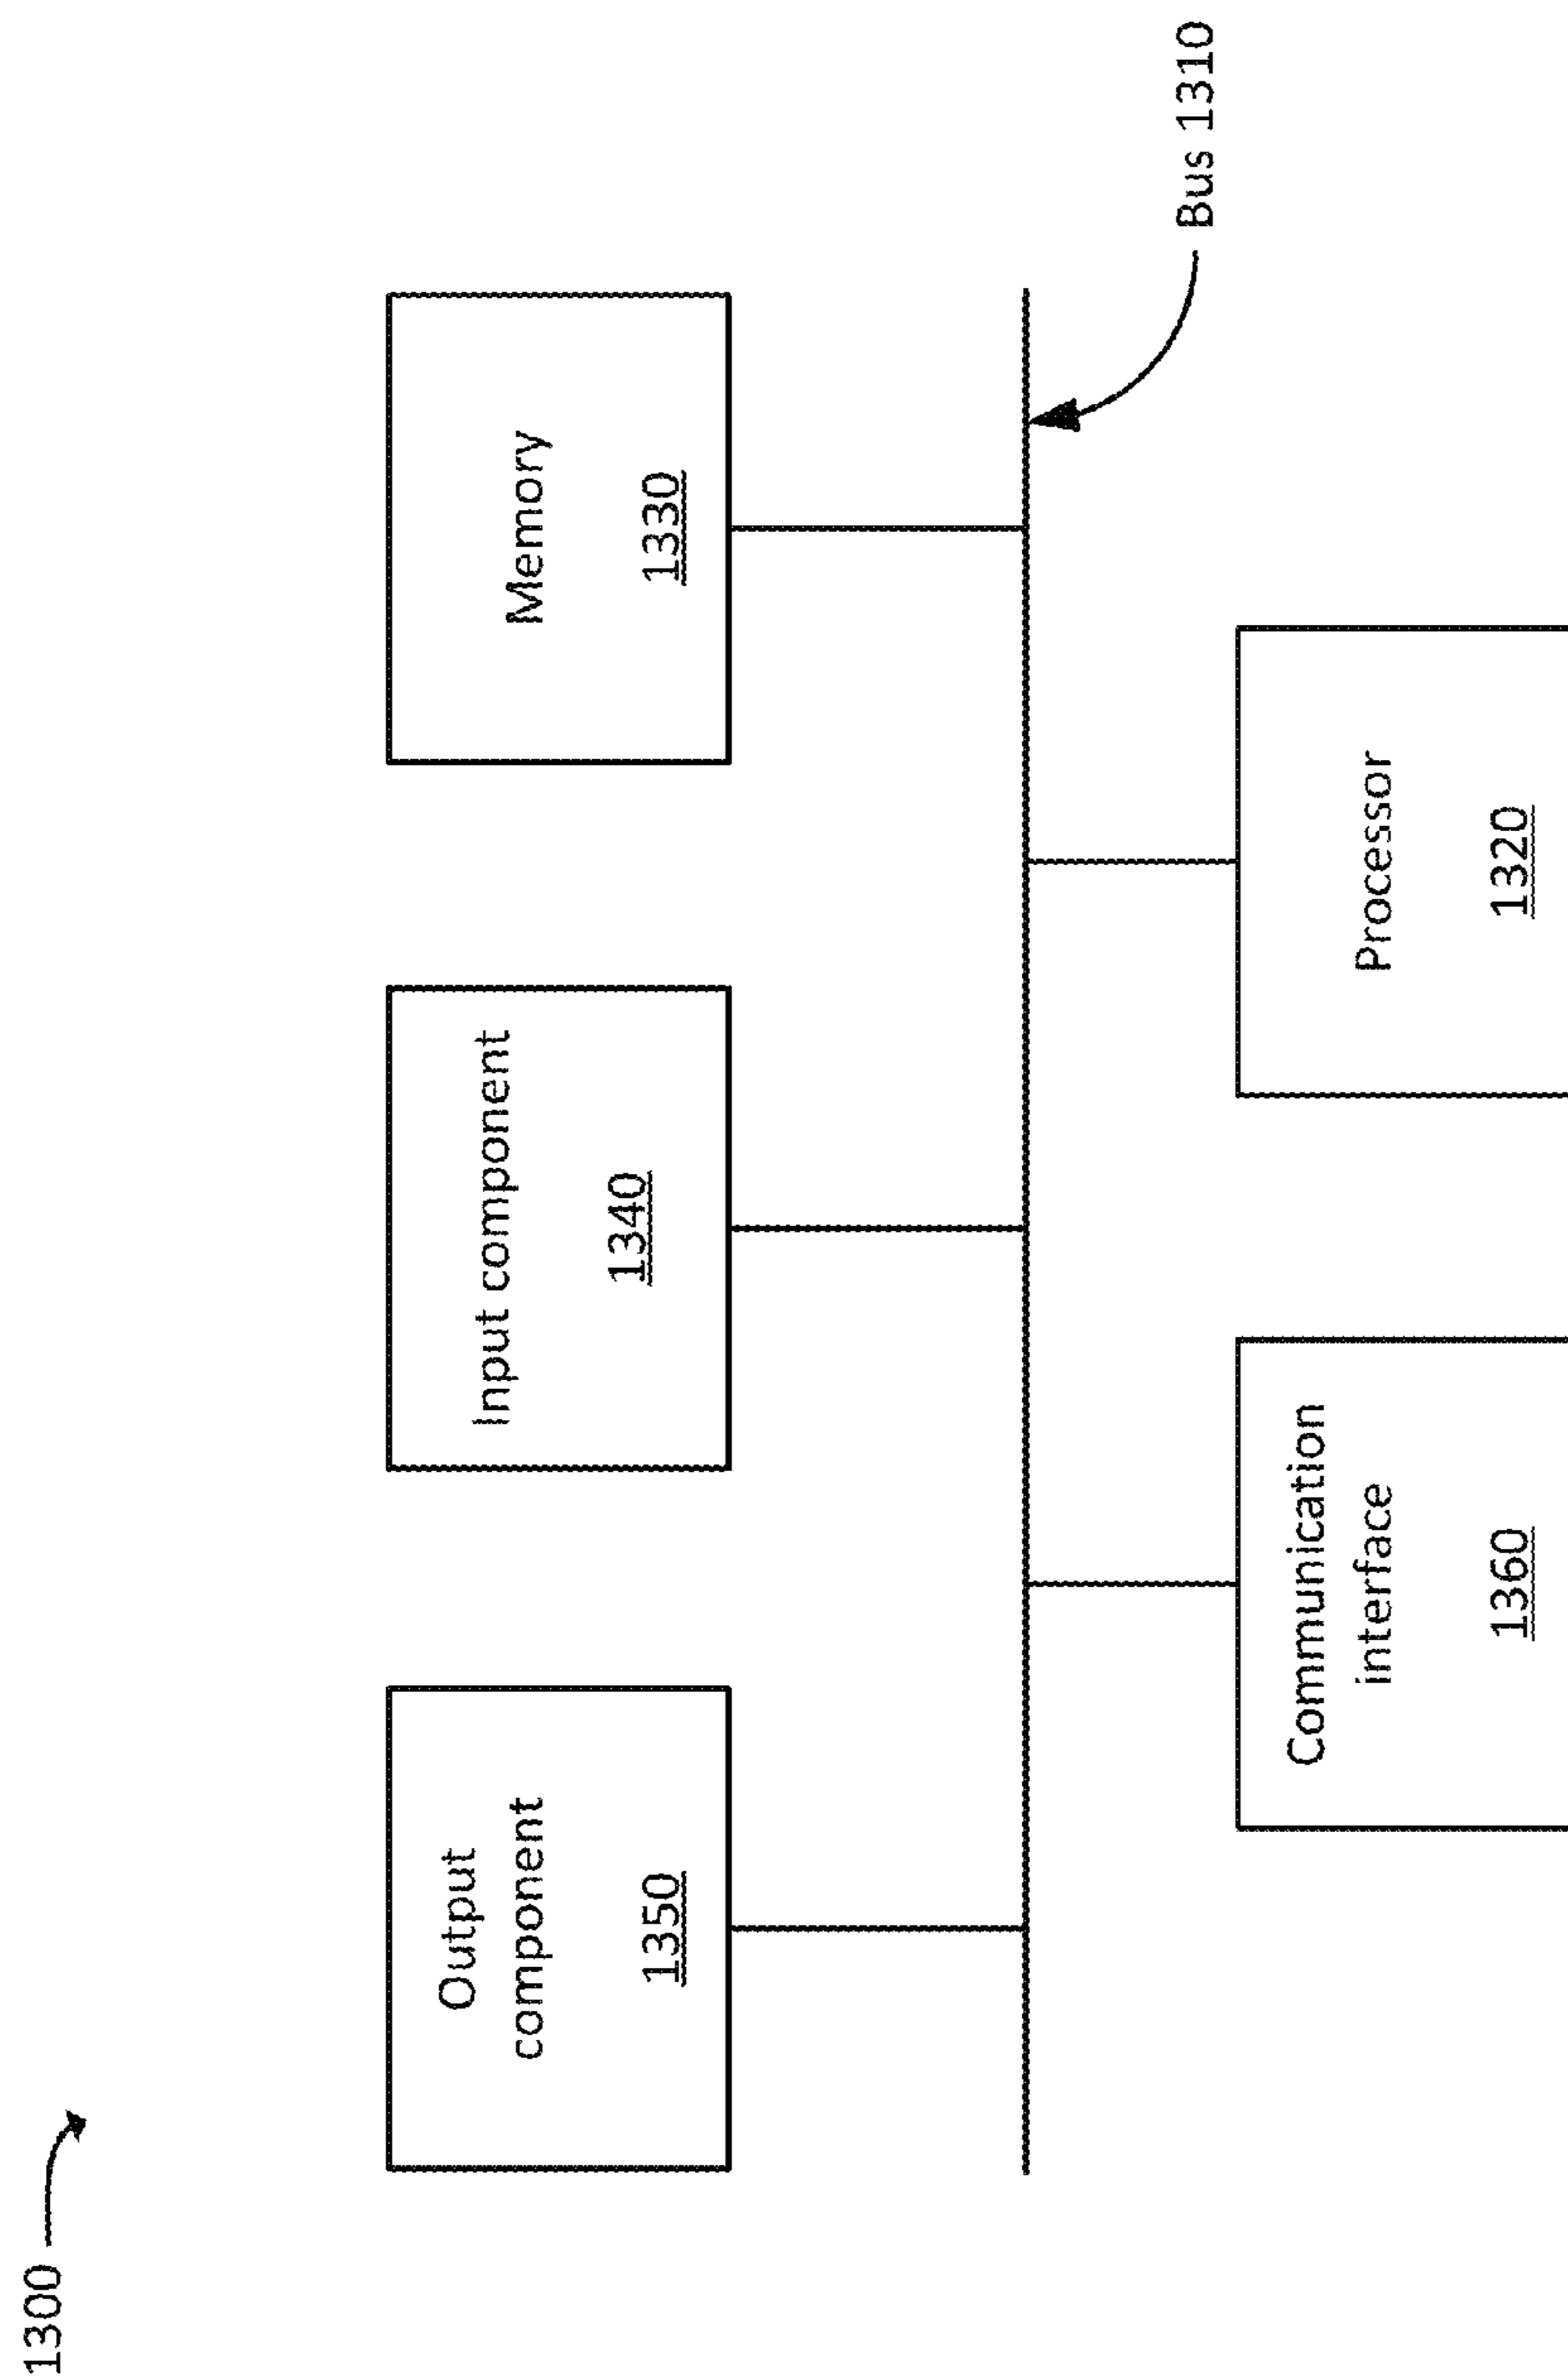 1300
Output
component
1350
Input component
1340
Memory
1330
Bus 1310
Communication
interface
1360
Processor
1320